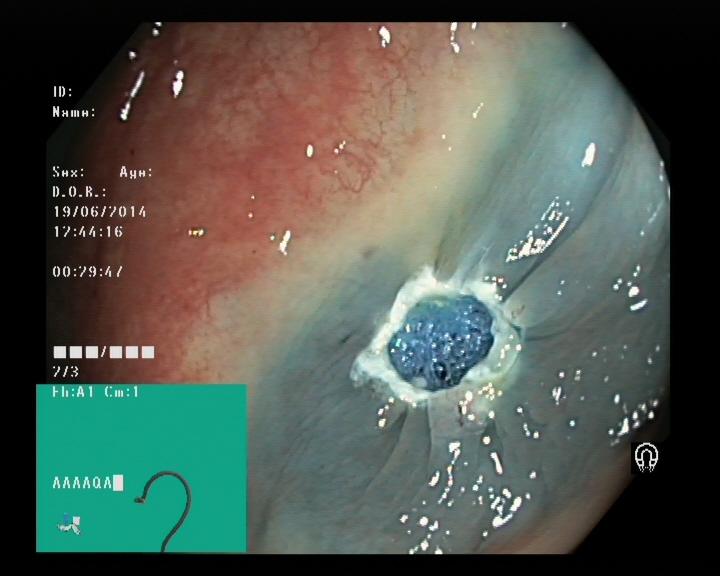 ID:
Name:
Sex: Age:
D.O.B.:
19/06/2014
12:44:16
00:29:47
■■■/■■■
2/3
Eh:A1 Cm:1
AAAAQA